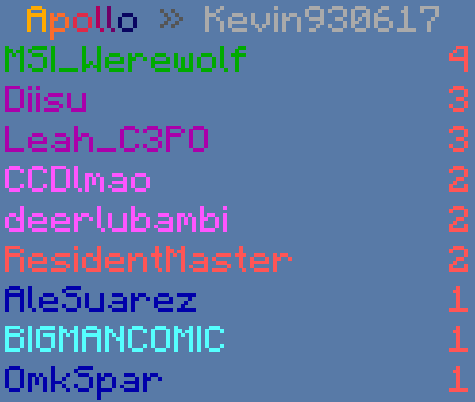 Apollo » Kevin930617
MSI_Werewolf 4
Diisu 3
Leah_C3PO 3
CCDlmao 2
deerlubambi 2
ResidentMaster 2
AleSuarez 1
BIGMANCOMIC 1
OmkSpar 1